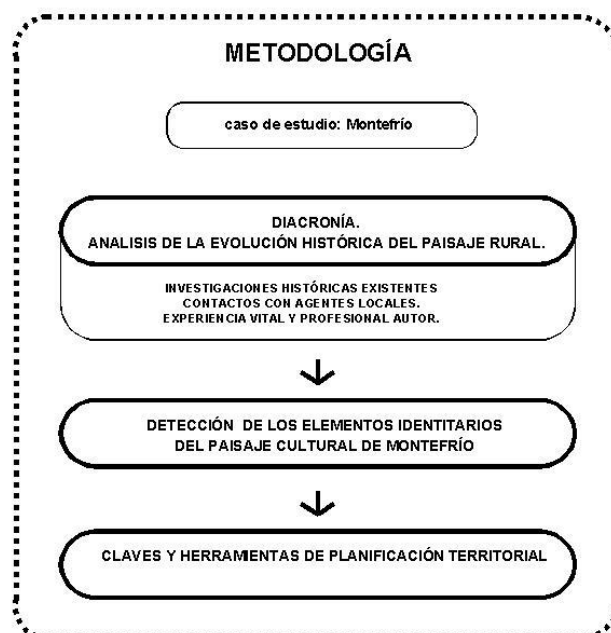 METODOLOGÍA
caso de estudio: Montefrío
DIACRONÍA.
ANALISIS DE LA EVOLUCIÓN HISTÓRICA DEL PAISAJE RURAL.
INVESTIGACIONES HISTÓRICAS EXISTENTES
CONTACTOS CON AGENTES LOCALES.
EXPERIENCIA VITAL Y PROFESIONAL AUTOR.
DETECCIÓN DE LOS ELEMENTOS IDENTITARIOS
DEL PAISAJE CULTURAL DE MONTEFRÍO
CLAVES Y HERRAMIENTAS DE PLANIFICACIÓN TERRITORIAL